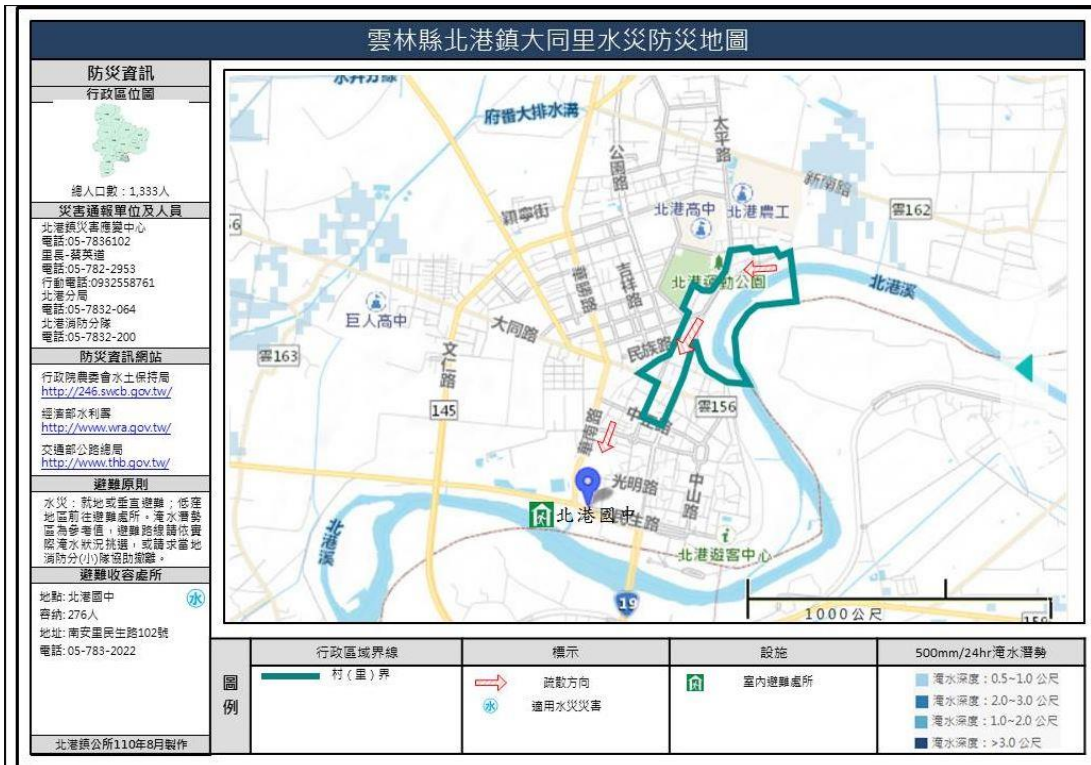 雲林縣北港鎮大同里水災防災地圖
防災資訊
行政區位圖
總人口數：1,333人
災害通報單位及人員
北港鎮災害應變中心
電話:05-7836102
里長-蔡英道
電話:05-782-2953
行動電話:0932558761
北港分局
電話:05-7832-064
北港消防分隊
電話:05-7832-200
防災資訊網站
行政院農委會水土保持局
http://246.swcb.gov.tw/
經濟部水利署
http://www.wra.gov.tw/
交通部公路總局
http://www.thb.gov.tw/
避難原則
水災：就地或垂直避難；低窪
地區前往避難處所。淹水潛勢
區為參考值，避難路線請依實
際淹水狀況挑選，或請求當地
消防分(小)隊協助撤離。
避難收容處所
地點: 北港國中
水
容納: 276人
地址: 南安里民生路102號
電話: 05-783-2022
北港鎮公所110年8月製作
府番大排水溝
公園路
太平路
新南路
雲162
穎寧街
北港高中
北港農工
北港運動公園
北港溪
吉祥路
巨人高中
大同路
文仁路
雲163
民族路
145
中正路
雲156
華南路
光明路
中山路
北港國中
民生路
北港溪
北港遊客中心
19
1000公尺
圖例
行政區域界線
標示
設施
500mm/24hr淹水潛勢
村（里）界
疏散方向
水
適用水災災害
室內避難處所
淹水深度：0.5~1.0 公尺
淹水深度：2.0~3.0 公尺
淹水深度：1.0~2.0 公尺
淹水深度：>3.0 公尺